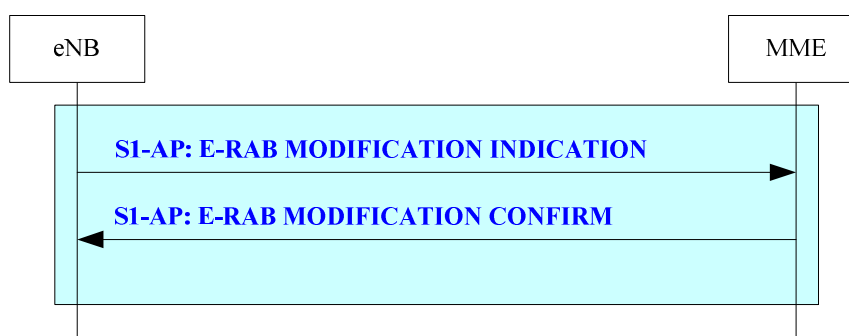 eNB
MME
S1-AP: E-RAB MODIFICATION INDICATION
S1-AP: E-RAB MODIFICATION CONFIRM